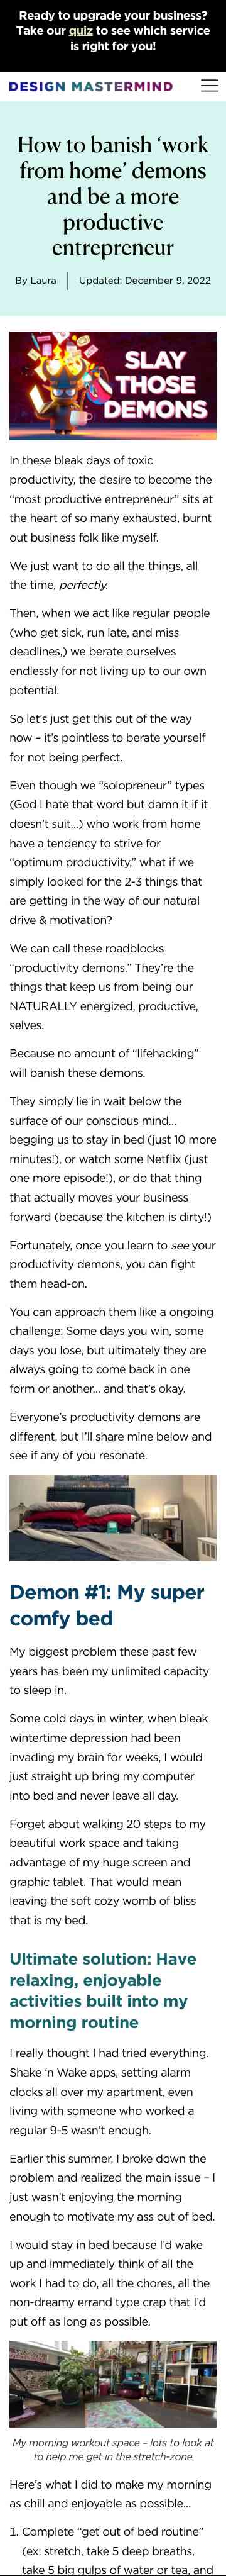 Ready to upgrade your business?
Take our quiz to see which service
is right for you!
DESIGN MASTERMIND
How to banish ‘work
from home’ demons
and be a more
productive
entrepreneur
By Laura
Updated: December 9, 2022
SLAY
THOSE
DEMONS
In these bleak days of toxic
productivity, the desire to become the
“most productive entrepreneur” sits at
the heart of so many exhausted, burnt
out business folk like myself.
We just want to do all the things, all
the time, perfectly.
Then, when we act like regular people
(who get sick, run late, and miss
deadlines,) we berate ourselves
endlessly for not living up to our own
potential.
So let’s just get this out of the way
now – it’s pointless to berate yourself
for not being perfect.
Even though we “solopreneur” types
(God I hate that word but damn it if it
doesn’t suit…) who work from home
have a tendency to strive for
“optimum productivity,” what if we
simply looked for the 2-3 things that
are getting in the way of our natural
drive & motivation?
We can call these roadblocks
“productivity demons.” They’re the
things that keep us from being our
NATURALLY energized, productive,
selves.
Because no amount of “lifehacking”
will banish these demons.
They simply lie in wait below the
surface of our conscious mind…
begging us to stay in bed (just 10 more
minutes!), or watch some Netflix (just
one more episode!), or do that thing
that actually moves your business
forward (because the kitchen is dirty!)
Fortunately, once you learn to see your
productivity demons, you can fight
them head-on.
You can approach them like a ongoing
challenge: Some days you win, some
days you lose, but ultimately they are
always going to come back in one
form or another… and that’s okay.
Everyone’s productivity demons are
different, but I’ll share mine below and
see if any of you resonate.
Demon #1: My super
comfy bed
My biggest problem these past few
years has been my unlimited capacity
to sleep in.
Some cold days in winter, when bleak
wintertime depression had been
invading my brain for weeks, I would
just straight up bring my computer
into bed and never leave all day.
Forget about walking 20 steps to my
beautiful work space and taking
advantage of my huge screen and
graphic tablet. That would mean
leaving the soft cozy womb of bliss
that is my bed.
Ultimate solution: Have
relaxing, enjoyable
activities built into my
morning routine
I really thought I had tried everything.
Shake ‘n Wake apps, setting alarm
clocks all over my apartment, even
living with someone who worked a
regular 9-5 wasn’t enough.
Earlier this summer, I broke down the
problem and realized the main issue – I
just wasn’t enjoying the morning
enough to motivate my ass out of bed.
I would stay in bed because I’d wake
up and immediately think of all the
work I had to do, all the chores, all the
non-dreamy errand type crap that I’d
put off as long as possible.
My morning workout space – lots to look at
to help me get in the stretch-zone
Here’s what I did to make my morning
as chill and enjoyable as possible…
1. Complete “get out of bed routine”
(ex: stretch, take 5 deep breaths,
take 5 big gulps of water or tea, and